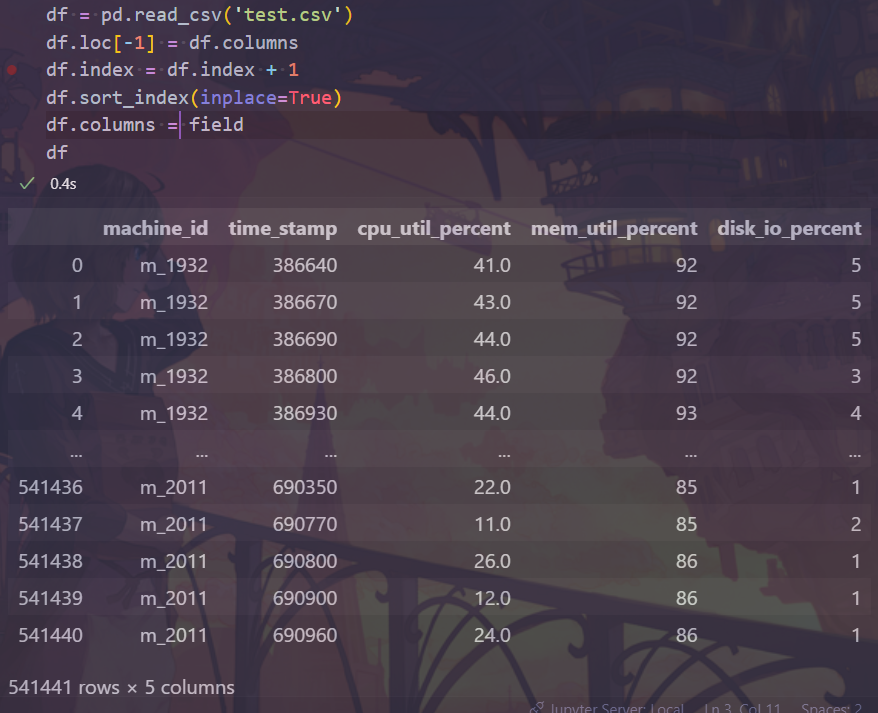 df = pd.read_csv('test.csv')
df.loc[-1] = df.columns
df.index = df.index + 1
df.sort_index(inplace=True)
df.columns = field
df
0.4s
machine_id time_stamp cpu_util_percent mem_util_percent disk_io_percent
0 m_1932 386640 41.0 92 5
1 m_1932 386670 43.0 92 5
2 m_1932 386690 44.0 92 5
3 m_1932 386800 46.0 92 3
4 m_1932 386930 44.0 93 4
... ... ... ... ... ...
541436 m_2011 690350 22.0 85 1
541437 m_2011 690770 11.0 85 2
541438 m_2011 690800 26.0 86 1
541439 m_2011 690900 12.0 86 1
541440 m_2011 690960 24.0 86 1
541441 rows × 5 columns
Jupyter Server: Local Ln 3, Col 11 Spaces: 2